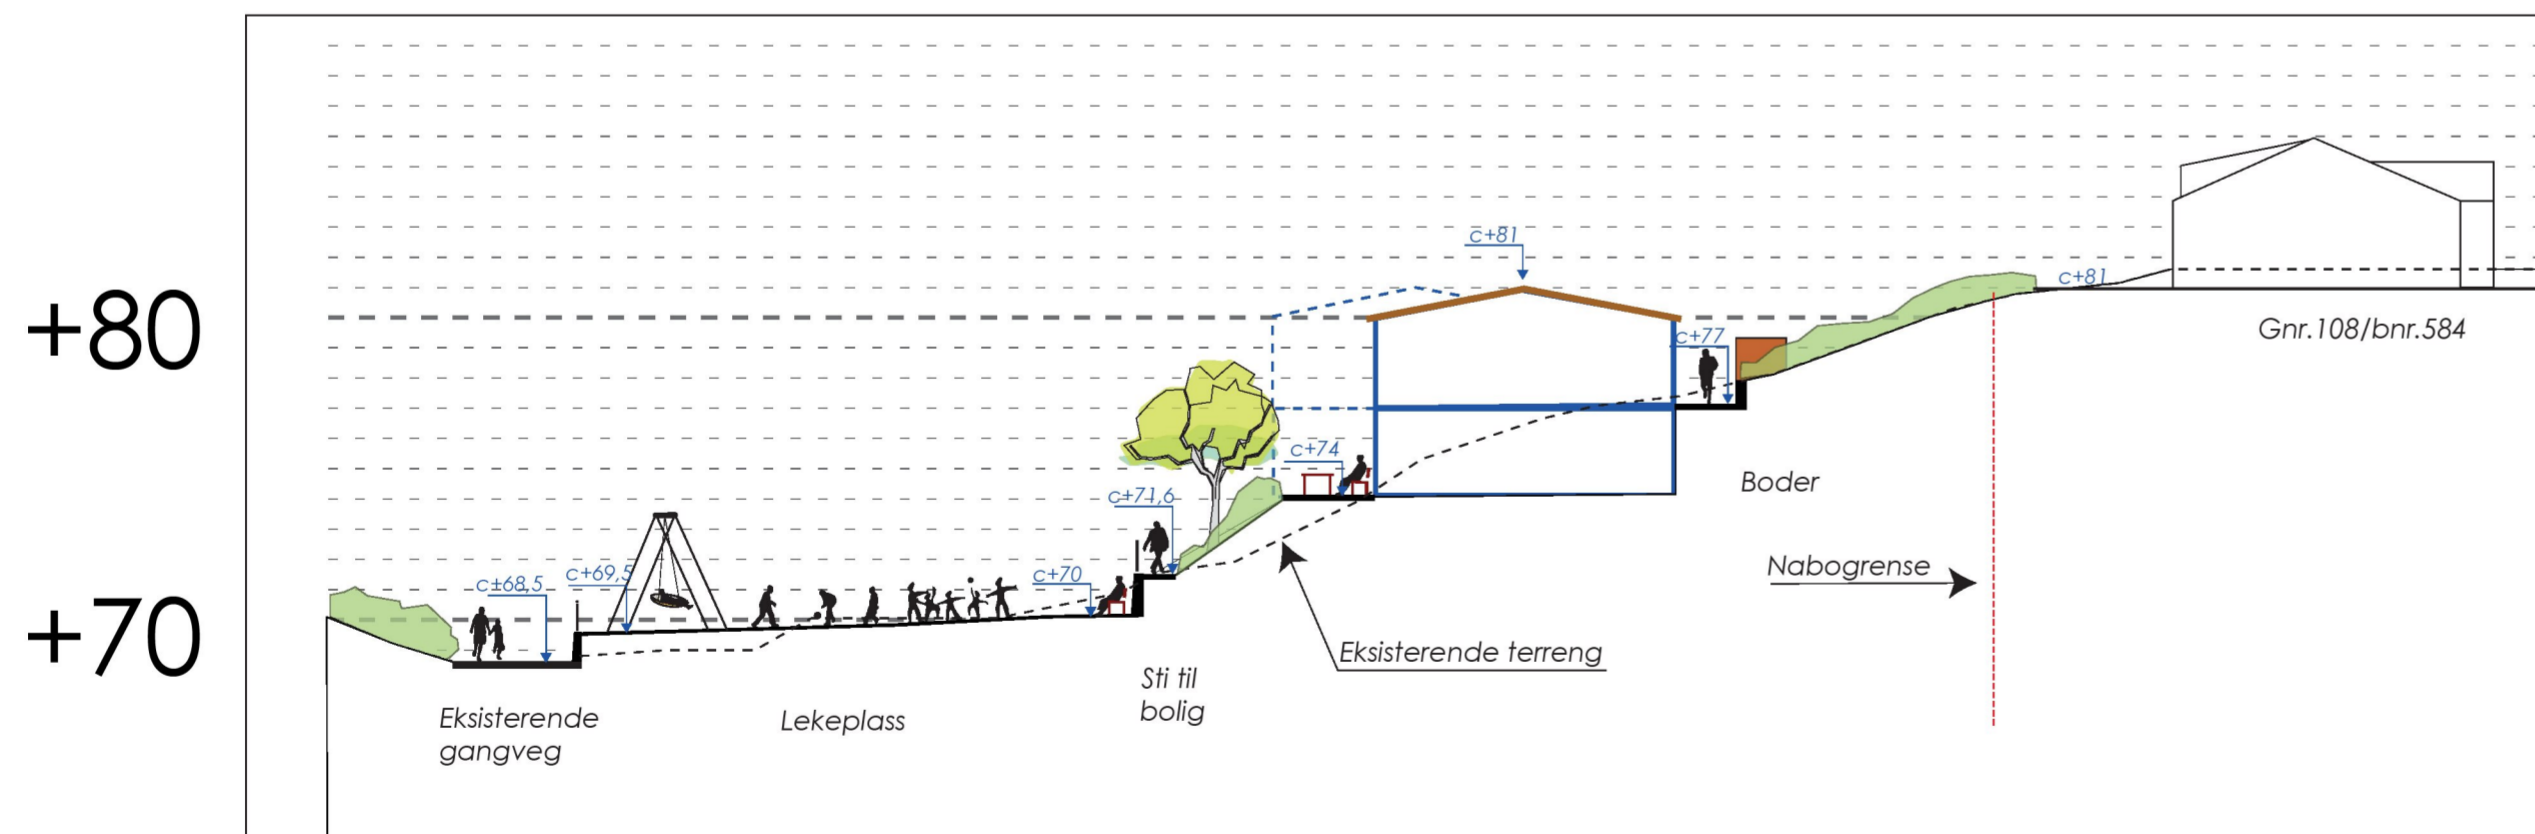 c+81
+80
c+81
c+77
Gnr.108/bnr.584
c+74
Boder
c+71,6
Nabogrense
c±68,5
c+69,5
c+70
+70
Eksisterende terreng
Sti til
bolig
Eksisterende
gangveg
Lekeplass